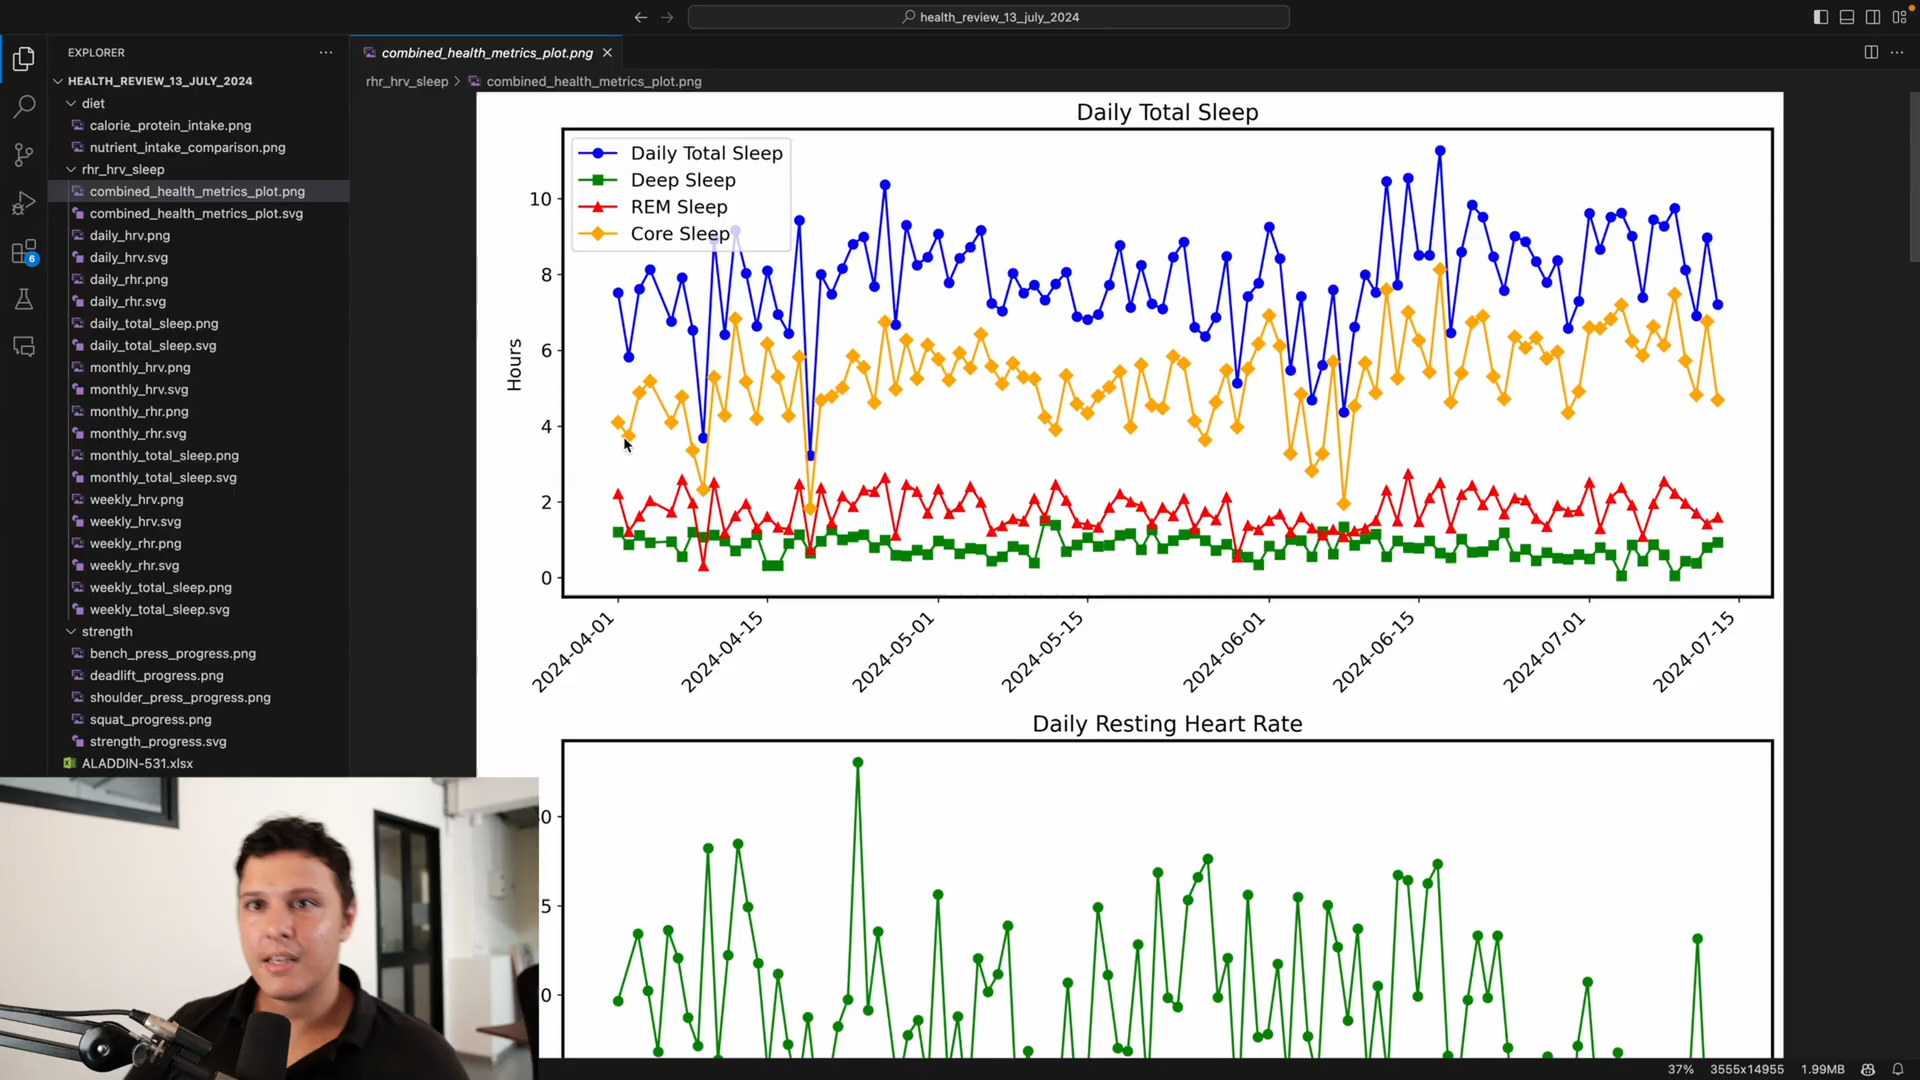 health_review_13_july_2024
EXPLORER
HEALTH_REVIEW_13_JULY_2024
diet
calorie_protein_intake.png
nutrient_intake_comparison.png
rhr_hrv_sleep
combined_health_metrics_plot.png
combined_health_metrics_plot.svg
daily_hrv.png
daily_hrv.svg
daily_rhr.png
daily_rhr.svg
daily_total_sleep.png
daily_total_sleep.svg
monthly_hrv.png
monthly_hrv.svg
monthly_rhr.png
monthly_rhr.svg
monthly_total_sleep.png
monthly_total_sleep.svg
weekly_hrv.png
weekly_hrv.svg
weekly_rhr.png
weekly_rhr.svg
weekly_total_sleep.png
weekly_total_sleep.svg
strength
bench_press_progress.png
deadlift_progress.png
shoulder_press_progress.png
squat_progress.png
strength_progress.svg
ALADDIN-531.xlsx
6
combined_health_metrics_plot.png
rhr_hrv_sleep > combined_health_metrics_plot.png
Daily Total Sleep
Daily Total Sleep
Deep Sleep
REM Sleep
Core Sleep
Hours
10
8
6
4
2
0
2024-04-01
2024-04-15
2024-05-01
2024-05-15
2024-06-01
2024-06-15
2024-07-01
2024-07-15
Daily Resting Heart Rate
0
5
0
37% 3555x14955 1.99MB